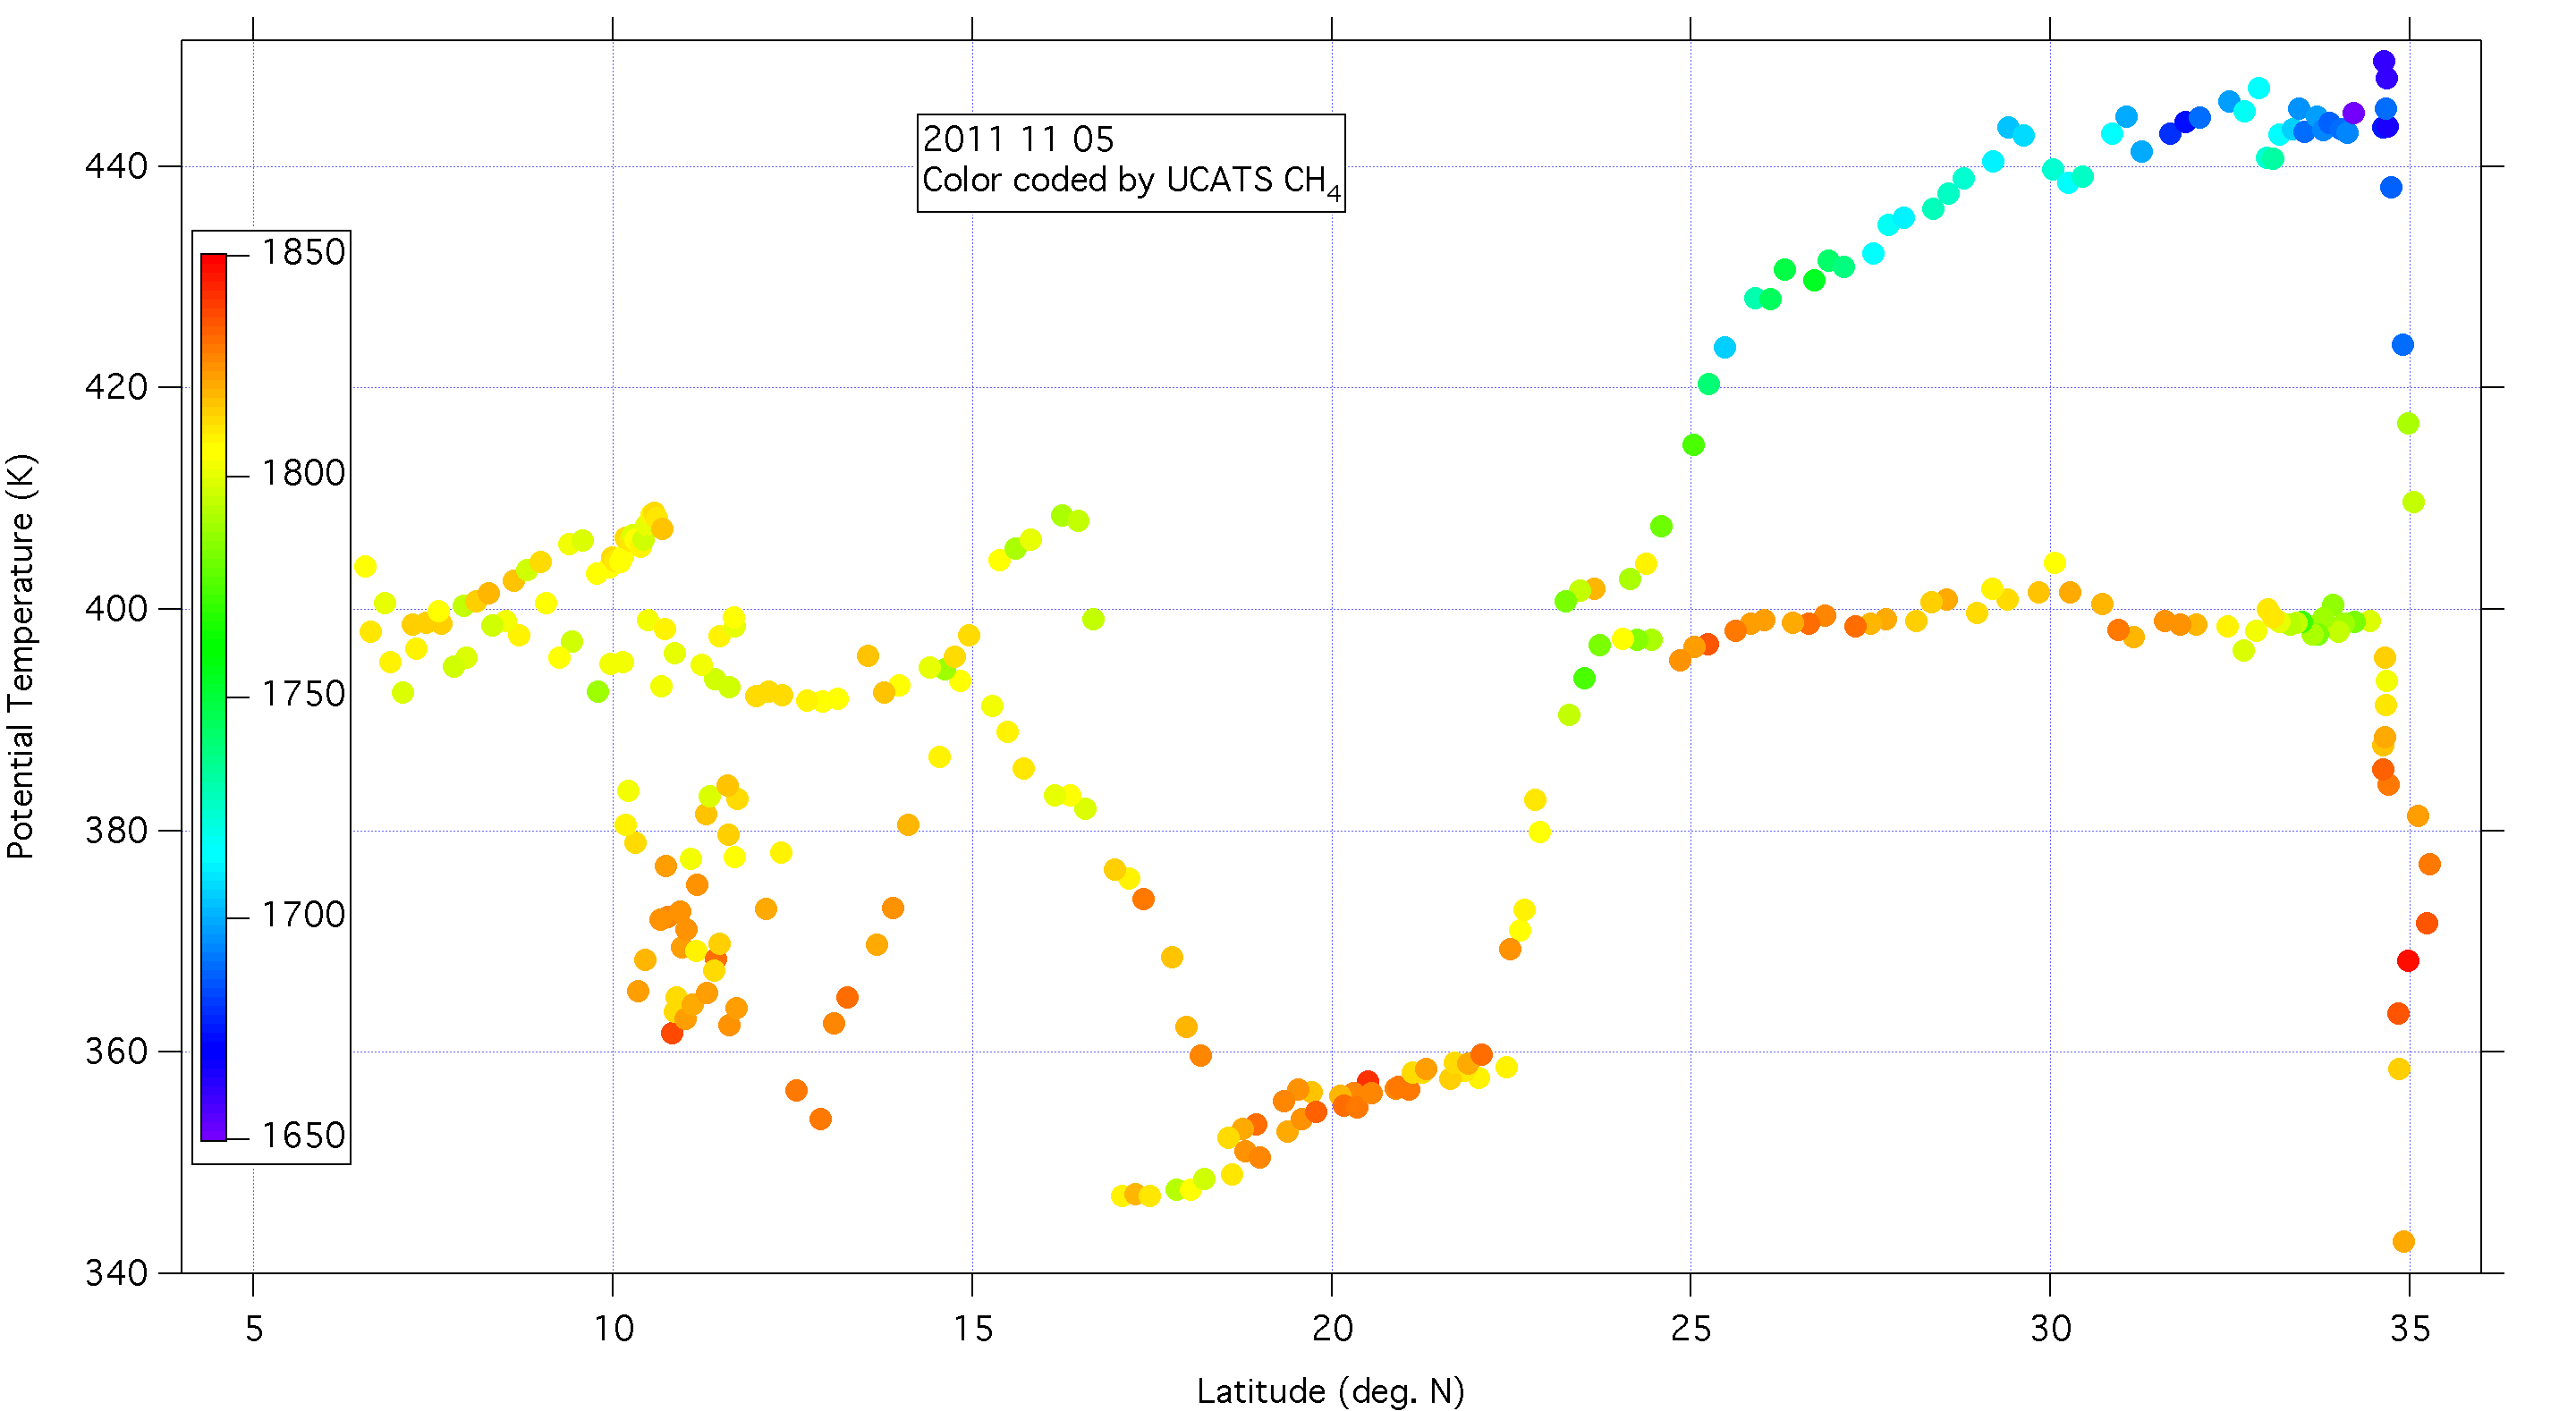 2011 11 05
Color coded by UCATS CH₄
1850
1800
1750
1700
1650
440
420
400
380
360
340
Potential Temperature (K)
5 10 15 20 25 30 35
Latitude (deg. N)